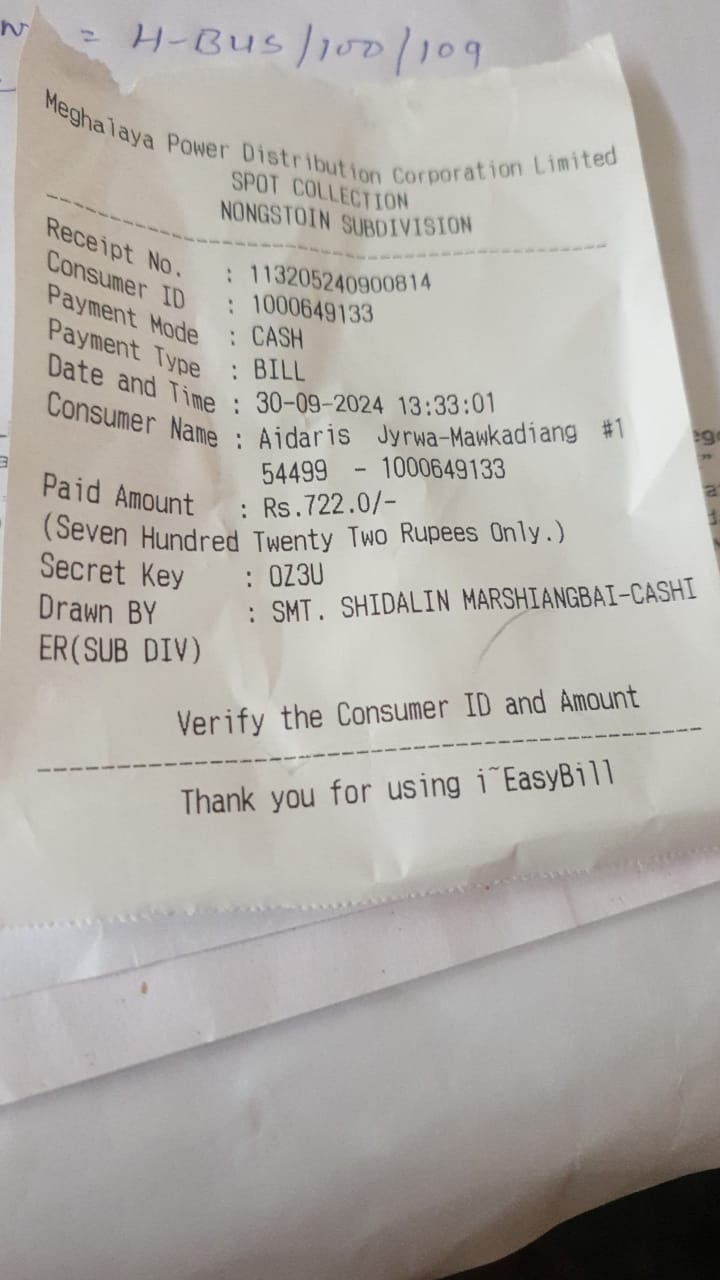 = H-BUS/100/109
Meghalaya Power Distribution Corporation Limited
SPOT COLLECTION
NONGSTOIN SUBDIVISION
Receipt No. : 113205240900814
Consumer ID : 1000649133
Payment Mode : CASH
Payment Type : BILL
Date and Time : 30-09-2024 13:33:01
Consumer Name : Aidaris Jyrwa-Mawkadiang #1
54499 - 1000649133
Paid Amount : Rs.722.0/-
(Seven Hundred Twenty Two Rupees Only.)
Secret Key : OZ3U
Drawn BY : SMT. SHIDALIN MARSHIANGBAI-CASHI
ER(SUB DIV)
Verify the Consumer ID and Amount
Thank you for using i~EasyBill